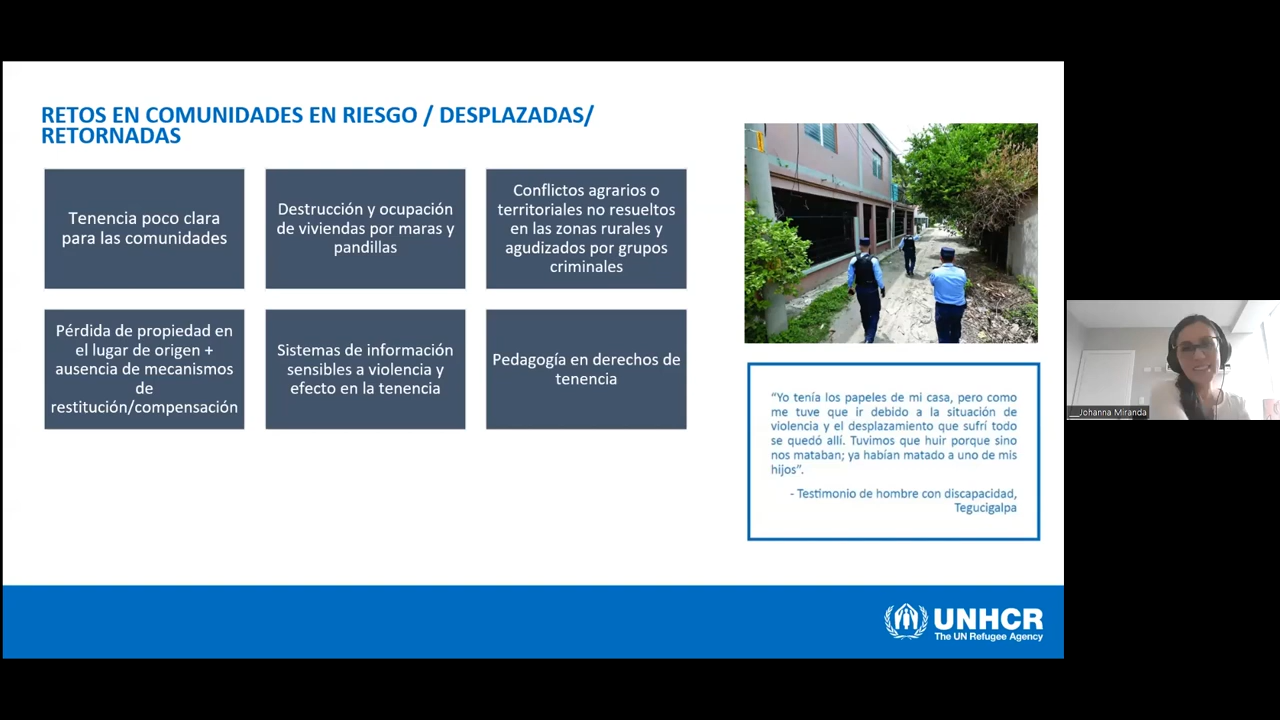 RETOS EN COMUNIDADES EN RIESGO / DESPLAZADAS/
RETORNADAS
Tenencia poco clara
para las comunidades
Destrucción y ocupación
de viviendas por maras y
pandillas
Conflictos agrarios o
territoriales no resueltos
en las zonas rurales y
agudizados por grupos
criminales
Pérdida de propiedad en
el lugar de origen +
ausencia de mecanismos
de
restitución/compensación
Sistemas de información
sensibles a violencia y
efecto en la tenencia
Pedagogía en derechos de
tenencia
“Yo tenía los papeles de mi casa, pero como
me tuve que ir debido a la situación de
violencia y el desplazamiento que sufrí todo
se quedó allí. Tuvimos que huir porque sino
nos mataban; ya habían matado a uno de mis
hijos”.
- Testimonio de hombre con discapacidad,
Tegucigalpa
__Johanna Miranda
UNHCR
The UN Refugee Agency